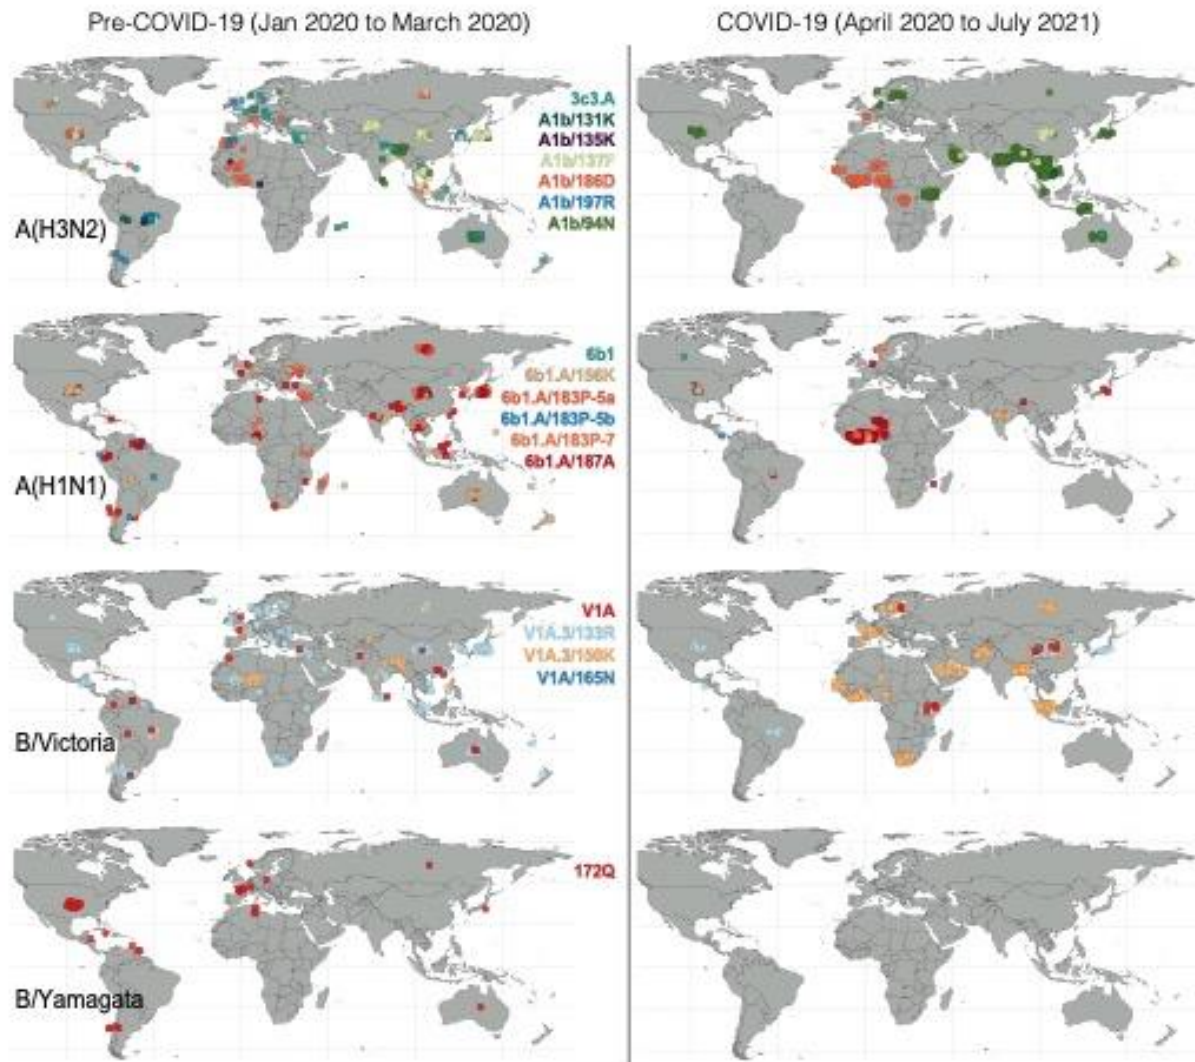 Pre-COVID-19 (Jan 2020 to March 2020)
COVID-19 (April 2020 to July 2021)
3c3.A
A1b/131K
A1b/135K
A1b/137F
A1b/186D
A1b/197R
A1b/94N
A(H3N2)
6b1
6b1.A/156K
6b1.A/183P-5a
6b1.A/183P-5b
6b1.A/183P-7
6b1.A/187A
A(H1N1)
V1A
V1A.3/133R
V1A.3/150K
V1A/165N
B/Victoria
172Q
B/Yamagata